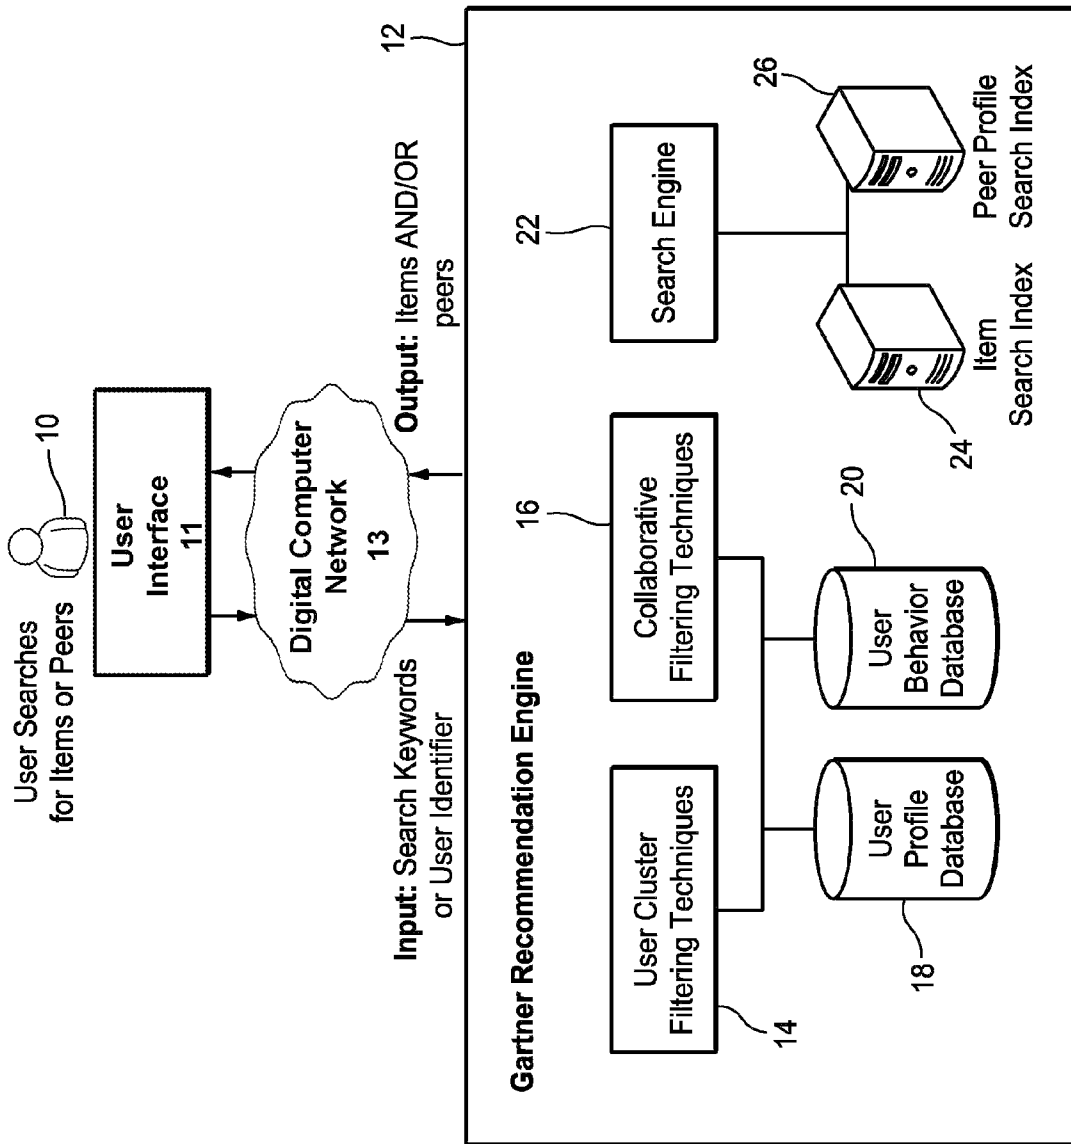 User Searches
for Items or Peers
10
User
Interface
11
Digital Computer
Network
13
Input: Search Keywords
or User Identifier
Output: Items AND/OR
peers
12
Gartner Recommendation Engine
User Cluster
Filtering Techniques
14
Collaborative
Filtering Techniques
16
Search Engine
22
User
Profile
Database
18
User
Behavior
Database
20
Item
Search Index
24
Peer Profile
Search Index
26